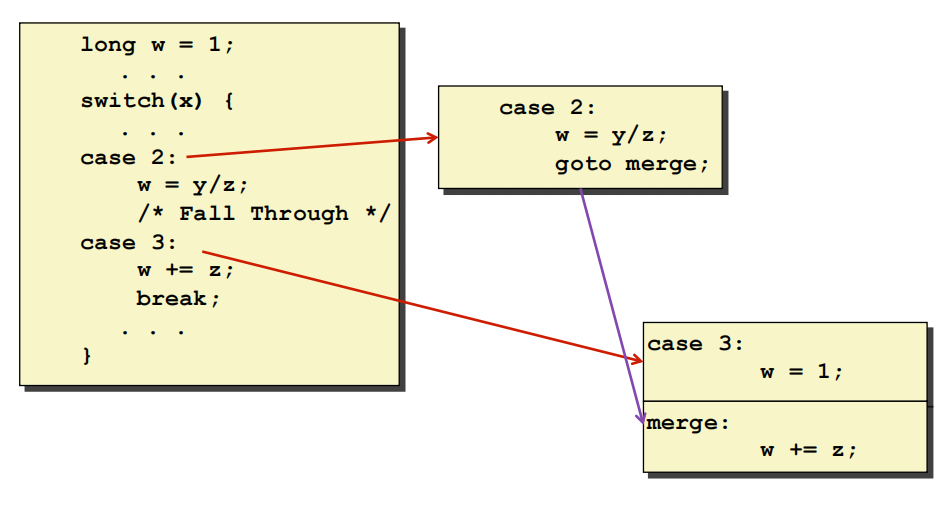 long w = 1;
. . .
switch(x) {
. . .
case 2:
w = y/z;
/* Fall Through */
case 3:
w += z;
break;
. . .
}
case 2:
w = y/z;
goto merge;
case 3:
w = 1;
merge:
w += z;